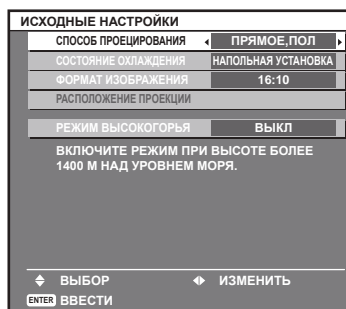 ИСХОДНЫЕ НАСТРОЙКИ
СПОСОБ ПРОЕЦИРОВАНИЯ ПРЯМОЕ,ПОЛ
СОСТОЯНИЕ ОХЛАЖДЕНИЯ НАПОЛЬНАЯ УСТАНОВКА
ФОРМАТ ИЗОБРАЖЕНИЯ 16:10
РАСПОЛОЖЕНИЕ ПРОЕКЦИИ
РЕЖИМ ВЫСОКОГОРЬЯ ВЫКЛ
ВКЛЮЧИТЕ РЕЖИМ ПРИ ВЫСОТЕ БОЛЕЕ
1400 М НАД УРОВНЕМ МОРЯ.
ВЫБОР ИЗМЕНИТЬ
ENTER ВВЕСТИ